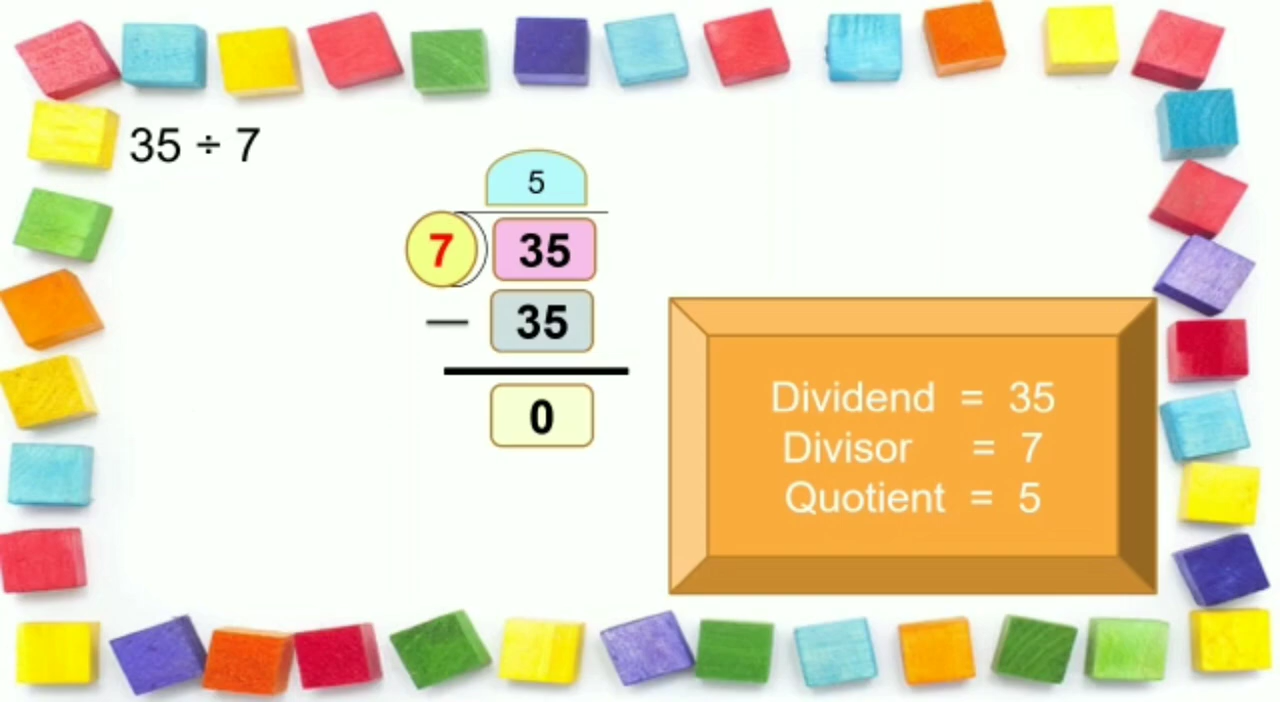 35 ÷ 7
5
7 35
— 35
0
Dividend = 35
Divisor = 7
Quotient = 5